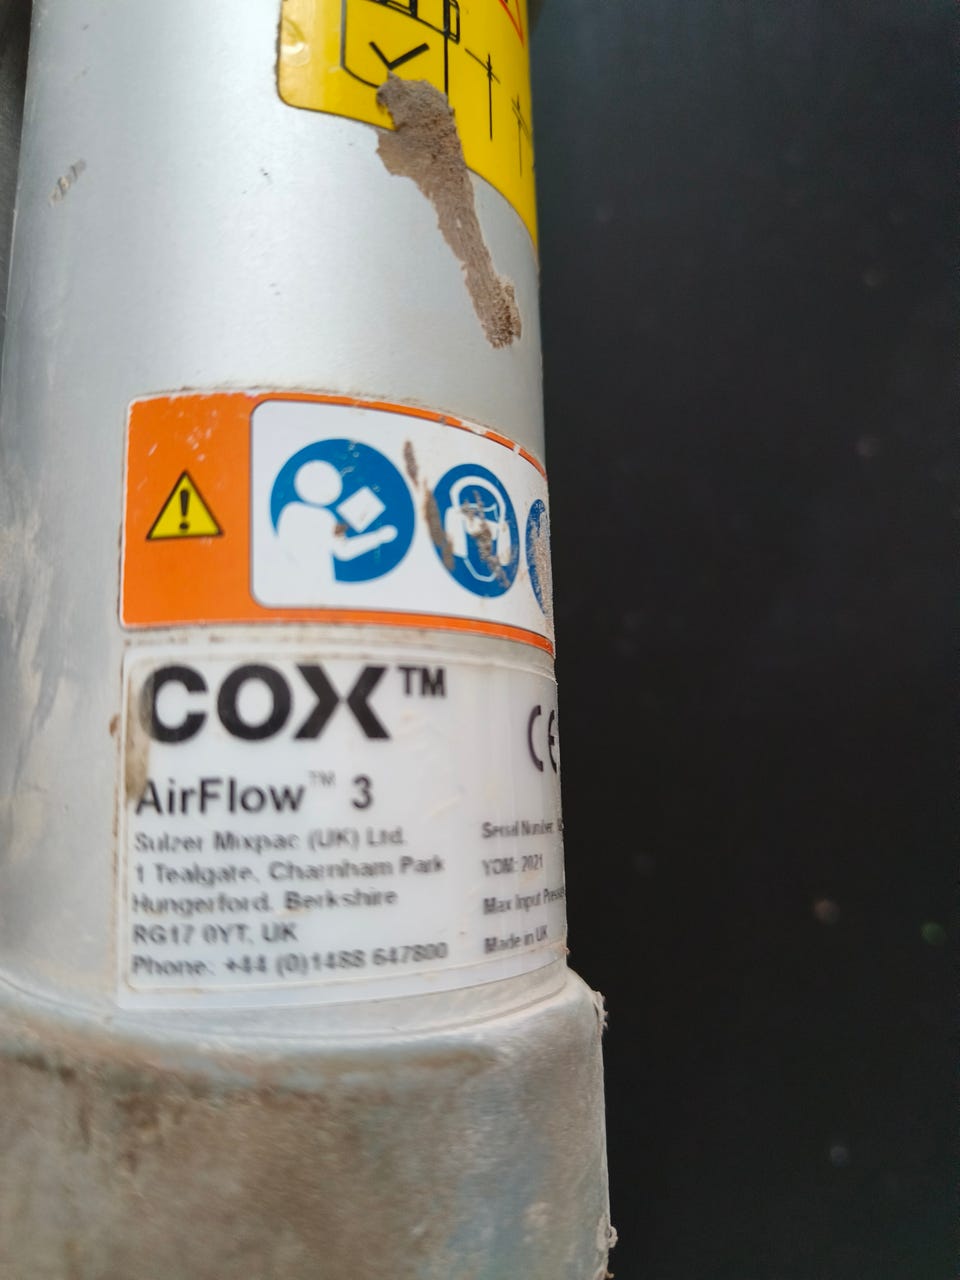 COX™
AirFlow™ 3
Sulzer Mixpac (UK) Ltd.
1 Tealgate, Charnham Park
Hungerford, Berkshire
RG17 0YT, UK
Phone: +44 (0)1488 647800
CE
Serial Number:
YOM: 2021
Max Input
Made in UK